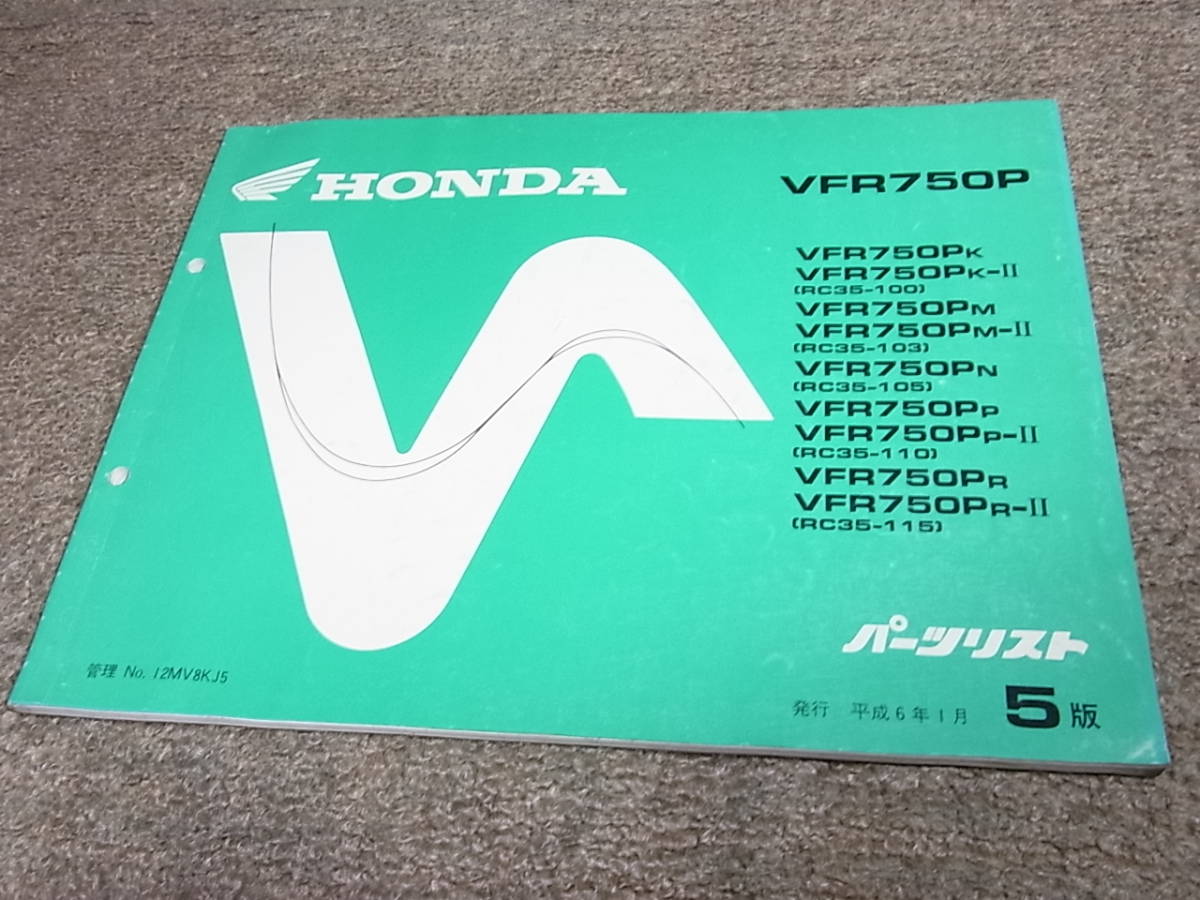 HONDA
VFR750P
VFR750PK
VFR750PK-II
(RC35-100)
VFR750PM
VFR750PM-II
(RC35-103)
VFR750PN
(RC35-105)
VFR750PP
VFR750PP-II
(RC35-110)
VFR750PR
VFR750PR-II
(RC35-115)
パーツリスト
管理 No. 12MV8KJ5
発行 平成6年1月 5版